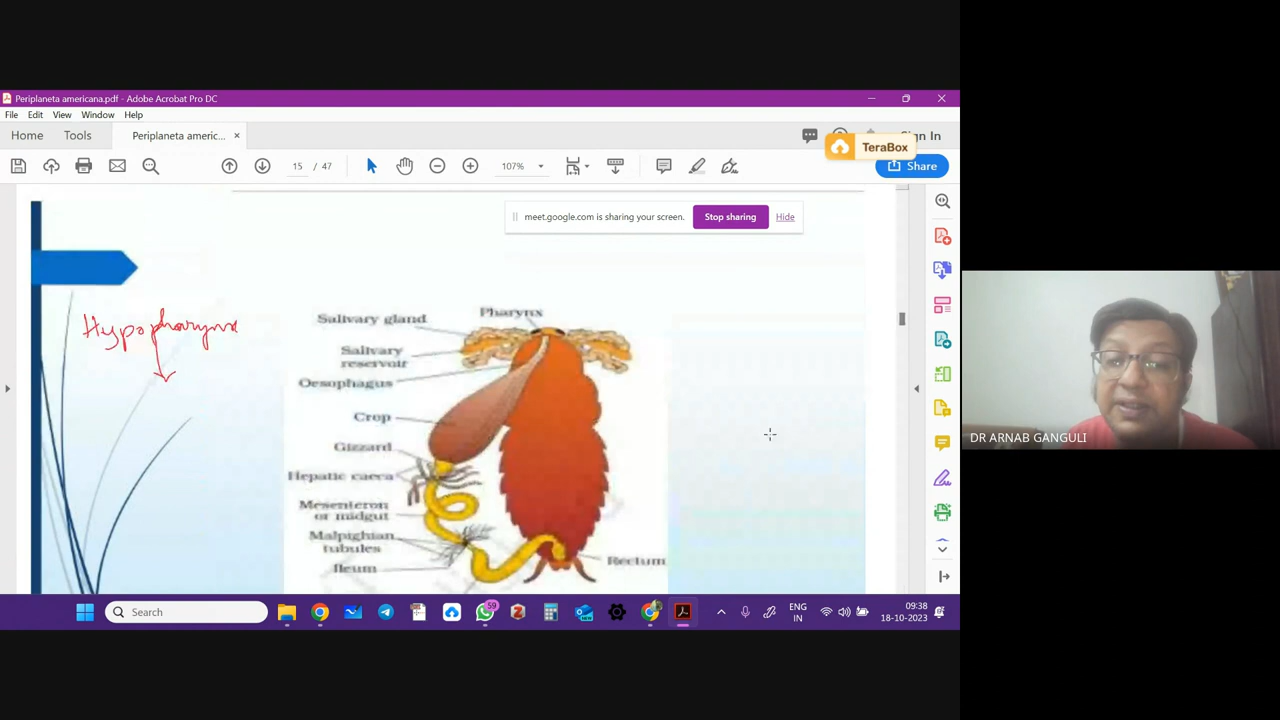 Periplaneta americana.pdf - Adobe Acrobat Pro DC
File Edit View Window Help
Home Tools Periplaneta americ... × Sign In
TeraBox
15 / 47 107% Share
meet.google.com is sharing your screen. Stop sharing Hide
Hypopharynx
Pharynx
Salivary gland
Salivary
reservoir
Oesophagus
Crop
Gizzard
Hepatic caeca
Mesenteron
or midgut
Malpighian
tubules
Ileum
Rectum
DR ARNAB GANGULI
Search
59
ENG
IN
09:38
18-10-2023